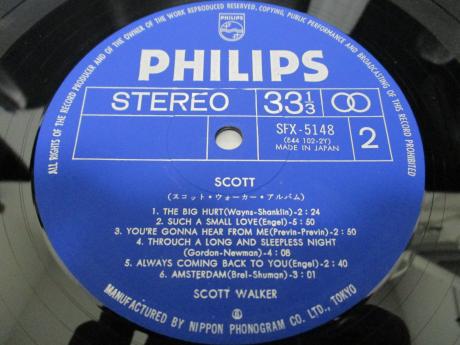 ALL RIGHTS OF THE RECORD PRODUCER AND OF THE OWNER OF THE WORK REPRODUCED RESERVED, COPYING, PUBLIC PERFORMANCE AND BROADCASTING OF THIS RECORD PROHIBITED
PHILIPS
PHILIPS
STEREO 33 1/3
SFX-5148
(844 102-2Y)
MADE IN JAPAN
2
SCOTT
(スコット・ウォーカー・アルバム)
1. THE BIG HURT(Wayns-Shanklin)-2:24
2. SUCH A SMALL LOVE(Engel)-5:50
3. YOU'RE GONNA HEAR FROM ME(Previn-Previn)-2:50
4. THROUCH A LONG AND SLEEPLESS NIGHT
(Gordon-Newman)-4:08
5. ALWAYS COMING BACK TO YOU(Engel)-2:40
6. AMSTERDAM(Brel-Shuman)-3:01
SCOTT WALKER
MANUFACTURED BY NIPPON PHONOGRAM CO. LTD., TOKYO